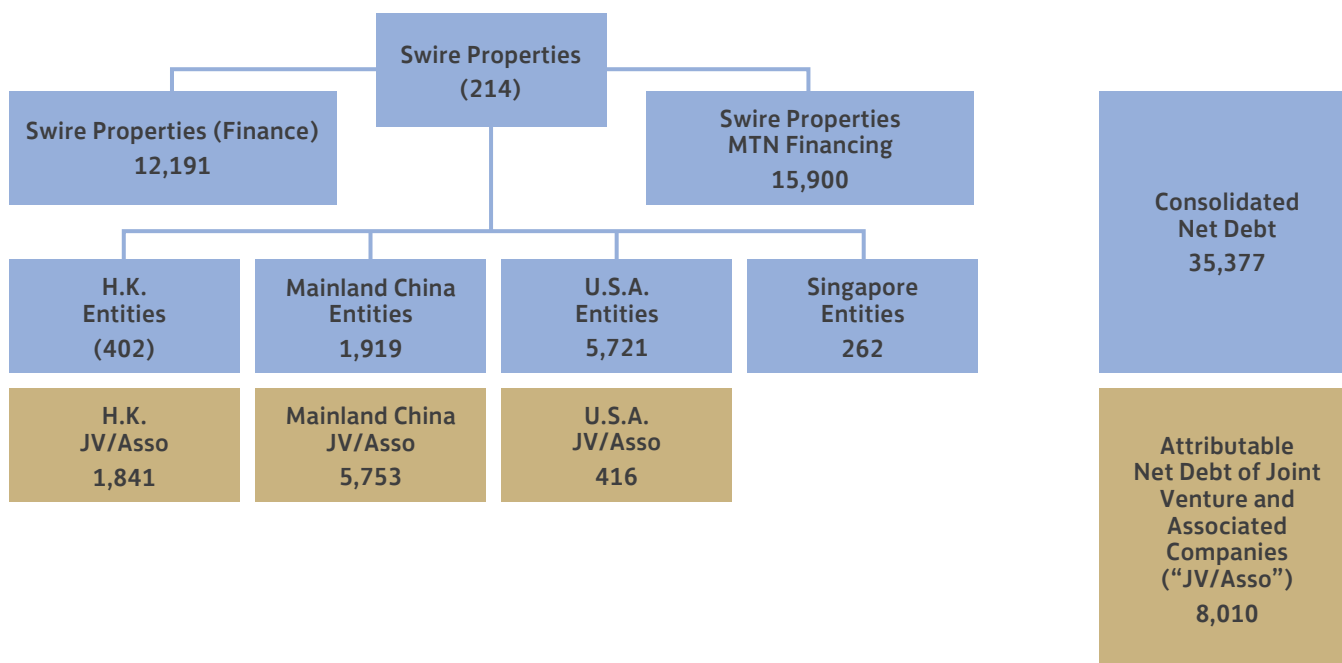 Swire Properties
(214)
Swire Properties (Finance)
12,191
Swire Properties
MTN Financing
15,900
H.K.
Entities
(402)
Mainland China
Entities
1,919
U.S.A.
Entities
5,721
Singapore
Entities
262
H.K.
JV/Asso
1,841
Mainland China
JV/Asso
5,753
U.S.A.
JV/Asso
416
Consolidated
Net Debt
35,377
Attributable
Net Debt of Joint
Venture and
Associated
Companies
(“JV/Asso”)
8,010